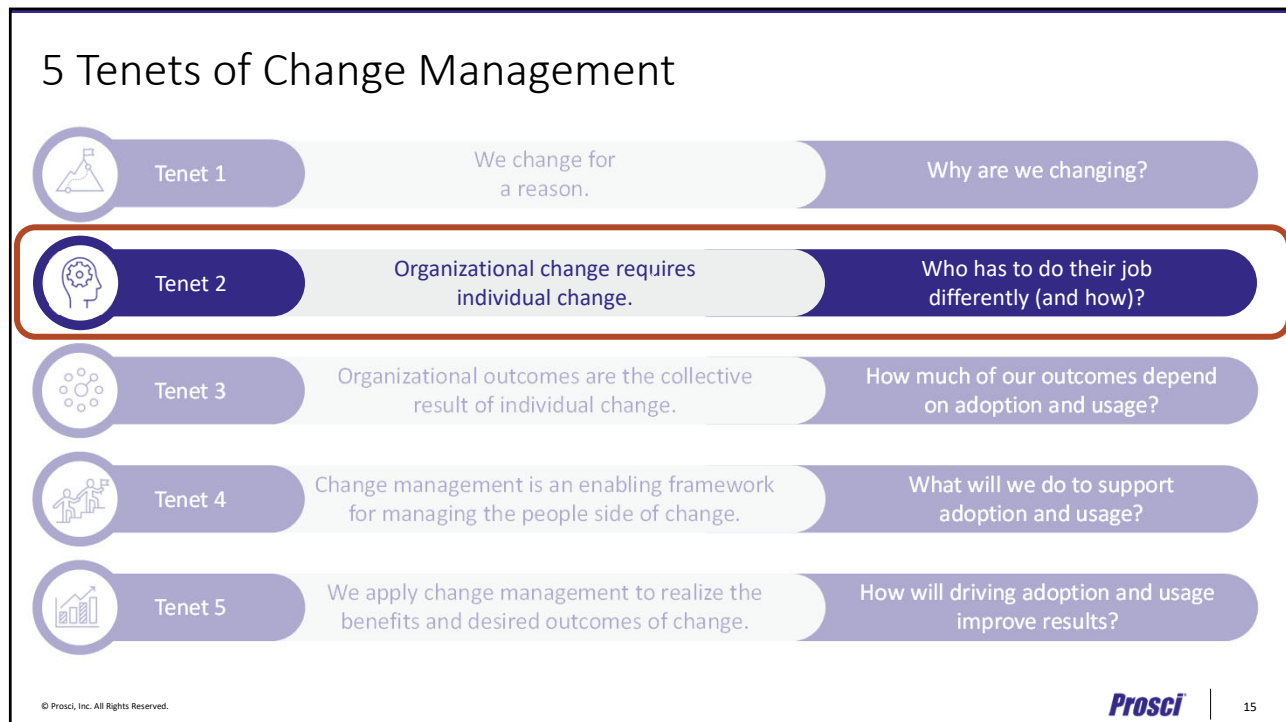 5 Tenets of Change Management
Tenet 1
We change for
a reason.
Why are we changing?
Tenet 2
Organizational change requires
individual change.
Who has to do their job
differently (and how)?
Tenet 3
Organizational outcomes are the collective
result of individual change.
How much of our outcomes depend
on adoption and usage?
Tenet 4
Change management is an enabling framework
for managing the people side of change.
What will we do to support
adoption and usage?
Tenet 5
We apply change management to realize the
benefits and desired outcomes of change.
How will driving adoption and usage
improve results?
© Prosci, Inc. All Rights Reserved.
Prosci
15